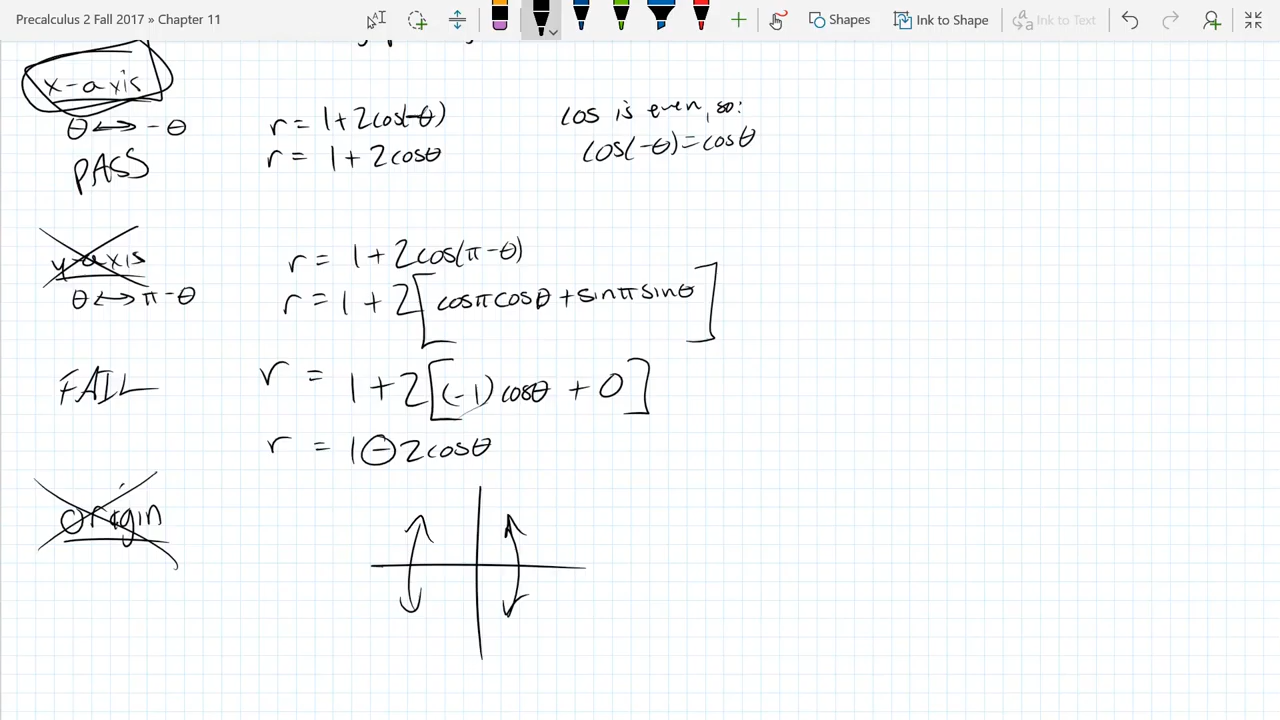 Precalculus 2 Fall 2017 » Chapter 11
Shapes
Ink to Shape
Ink to Text
x-axis
θ ↔ -θ
PASS
r = 1+2cos(-θ)
r = 1+2cosθ
cos is even, so:
cos(-θ)=cosθ
y-axis
θ ↔ π-θ
FAIL
r = 1+2cos(π-θ)
r = 1+2[cosπcosθ+sinπsinθ]
r = 1+2[(-1)cosθ+0]
r = 1-2cosθ
origin